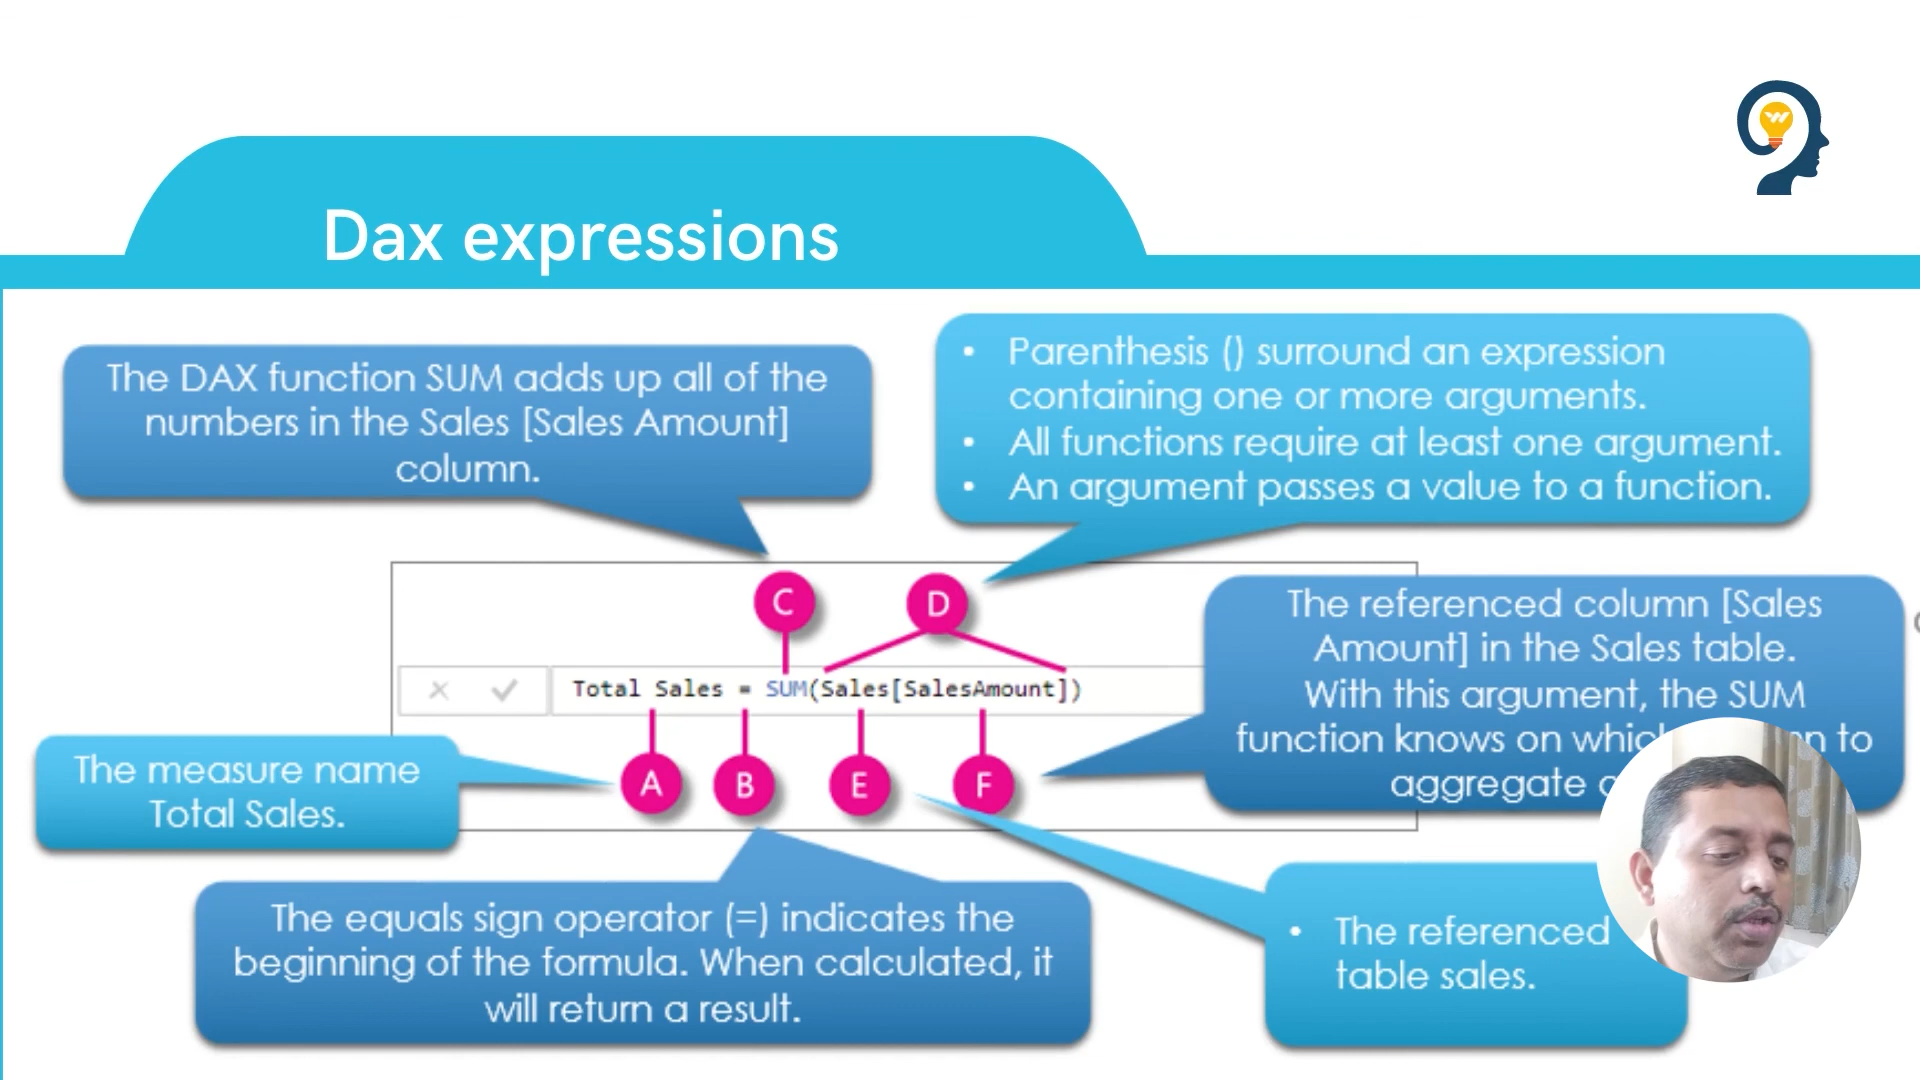 Dax expressions
The DAX function SUM adds up all of the
numbers in the Sales [Sales Amount]
column.
• Parenthesis () surround an expression
containing one or more arguments.
• All functions require at least one argument.
• An argument passes a value to a function.
C
D
The referenced column [Sales
Amount] in the Sales table.
With this argument, the SUM
function knows on which to
aggregate
Total Sales = SUM(Sales[SalesAmount])
A
B
E
F
The measure name
Total Sales.
The equals sign operator (=) indicates the
beginning of the formula. When calculated, it
will return a result.
• The referenced
table sales.